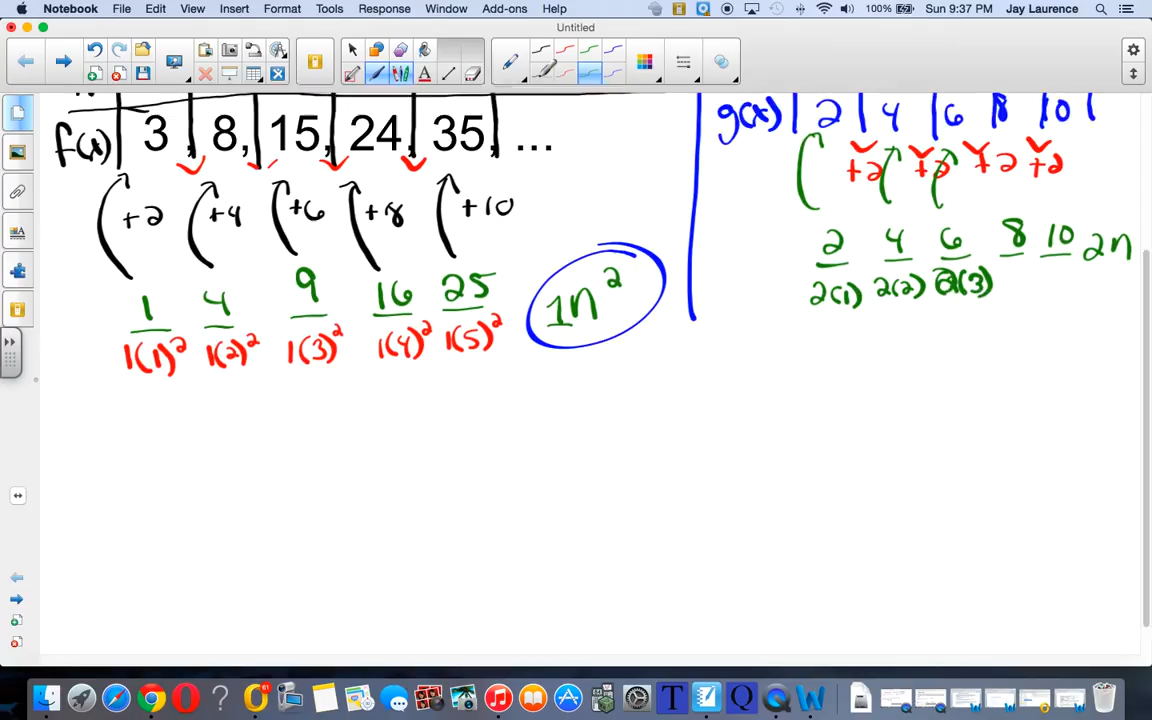 Notebook File Edit View Insert Format Tools Response Window Add-ons Help 100% Sun 9:37 PM Jay Laurence
Untitled
f(x) 3 8, 15, 24, 35, ...
g(x) 2 4 6 8 10
+2 +2 +2 +2
+2 +4 +6 +8 +10
2 4 6 8 10 2n
2(1) 2(2) 2(3)
1 4 9 16 25 1n²
1(1)² 1(2)² 1(3)² 1(4)² 1(5)²